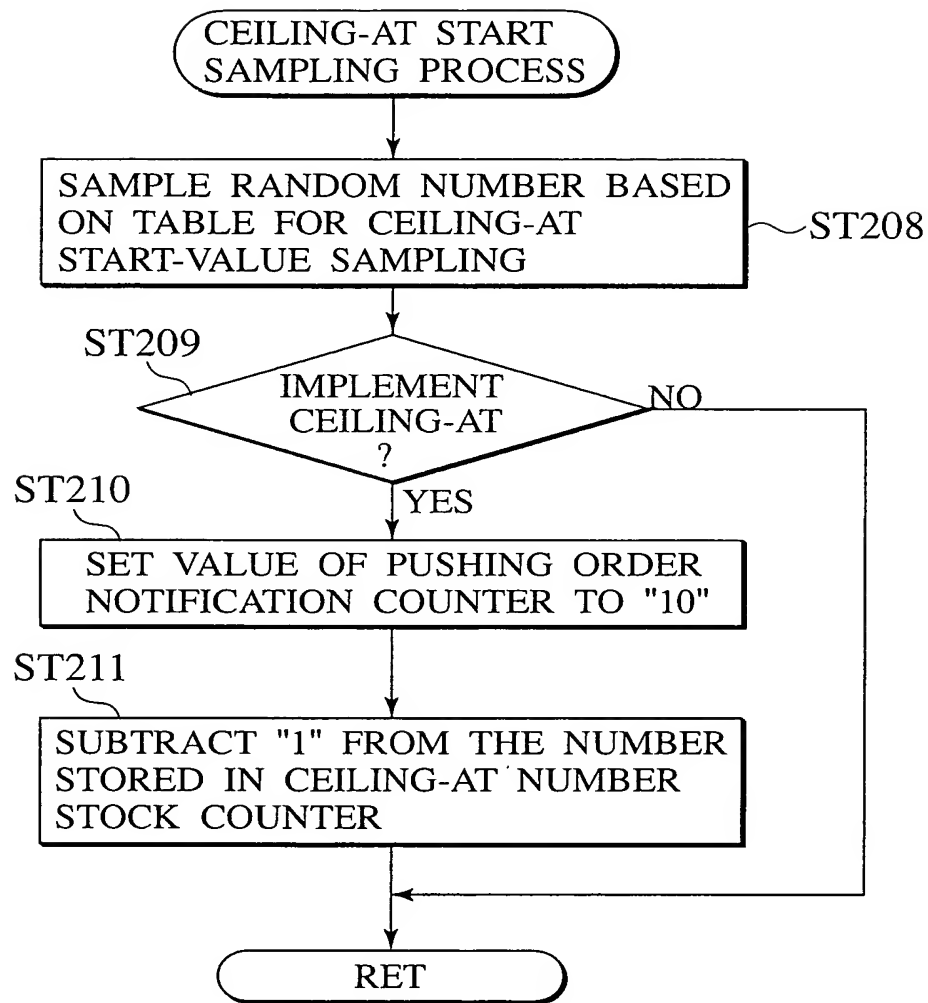 CEILING-AT START
SAMPLING PROCESS
SAMPLE RANDOM NUMBER BASED
ON TABLE FOR CEILING-AT
START-VALUE SAMPLING
ST208
ST209
IMPLEMENT
CEILING-AT
?
NO
YES
ST210
SET VALUE OF PUSHING ORDER
NOTIFICATION COUNTER TO "10"
ST211
SUBTRACT "1" FROM THE NUMBER
STORED IN CEILING-AT NUMBER
STOCK COUNTER
RET